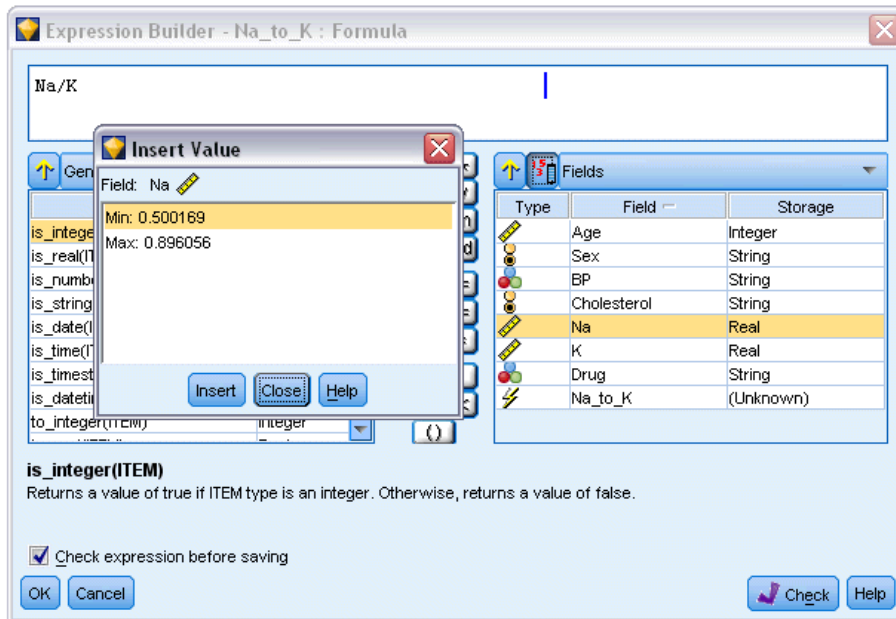 Expression Builder - Na_to_K : Formula
Na/K
Insert Value
Field: Na
Min: 0.500169
Max: 0.896056
Insert Close Help
Gen
is_intege
is_real(IT
is_numb
is_string
is_date(I
is_time(IT
is_timest
is_datetin
to_integer(ITEM) Integer
()
Fields
Type Field Storage
Age Integer
Sex String
BP String
Cholesterol String
Na Real
K Real
Drug String
Na_to_K (Unknown)
is_integer(ITEM)
Returns a value of true if ITEM type is an integer. Otherwise, returns a value of false.
Check expression before saving
OK Cancel Check Help